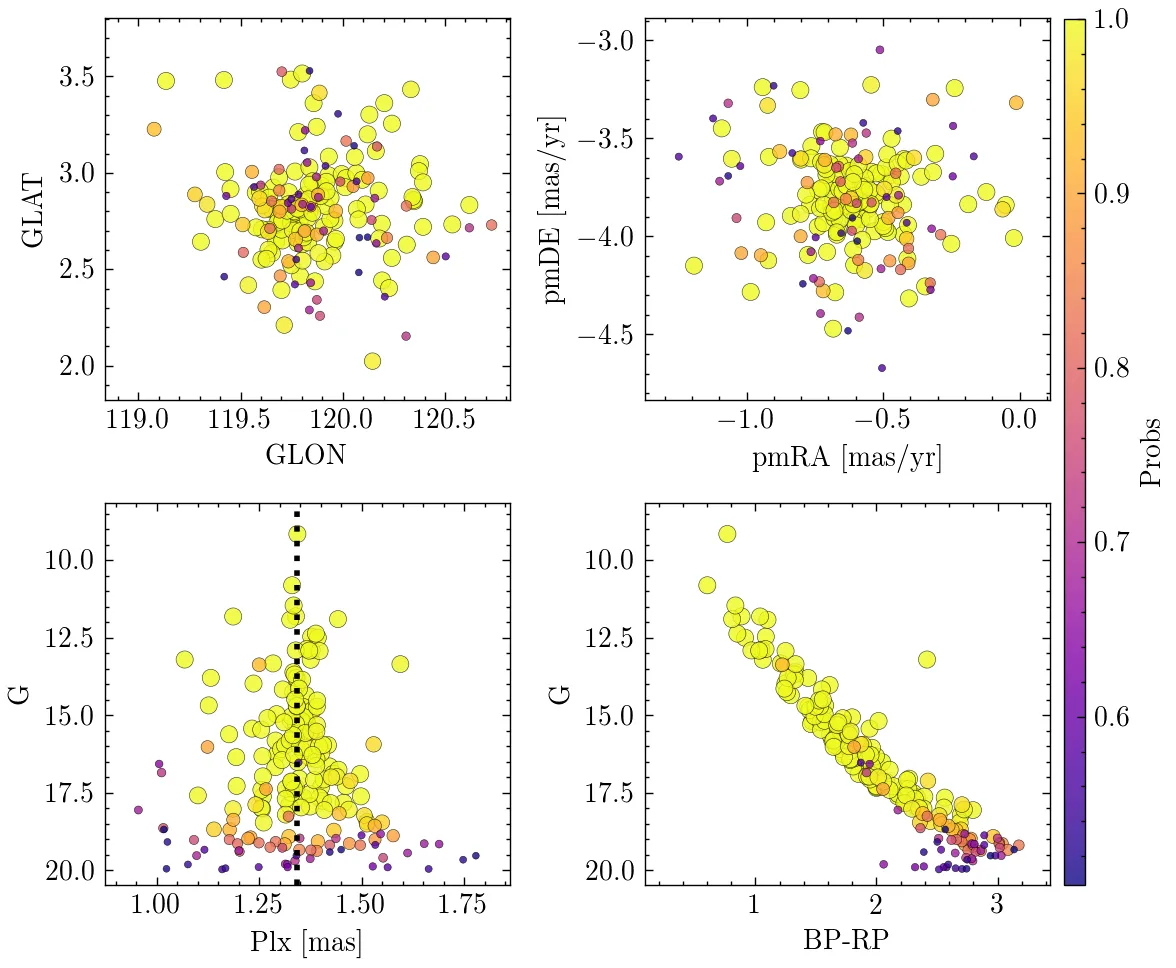 3.5
3.0
2.5
2.0
GLAT
119.0 119.5 120.0 120.5
GLON
−3.0
−3.5
−4.0
−4.5
pmDE [mas/yr]
−1.0 −0.5 0.0
pmRA [mas/yr]
10.0
12.5
15.0
17.5
20.0
G
1.00 1.25 1.50 1.75
Plx [mas]
10.0
12.5
15.0
17.5
20.0
G
1 2 3
BP-RP
1.0
0.9
0.8
0.7
0.6
Probs